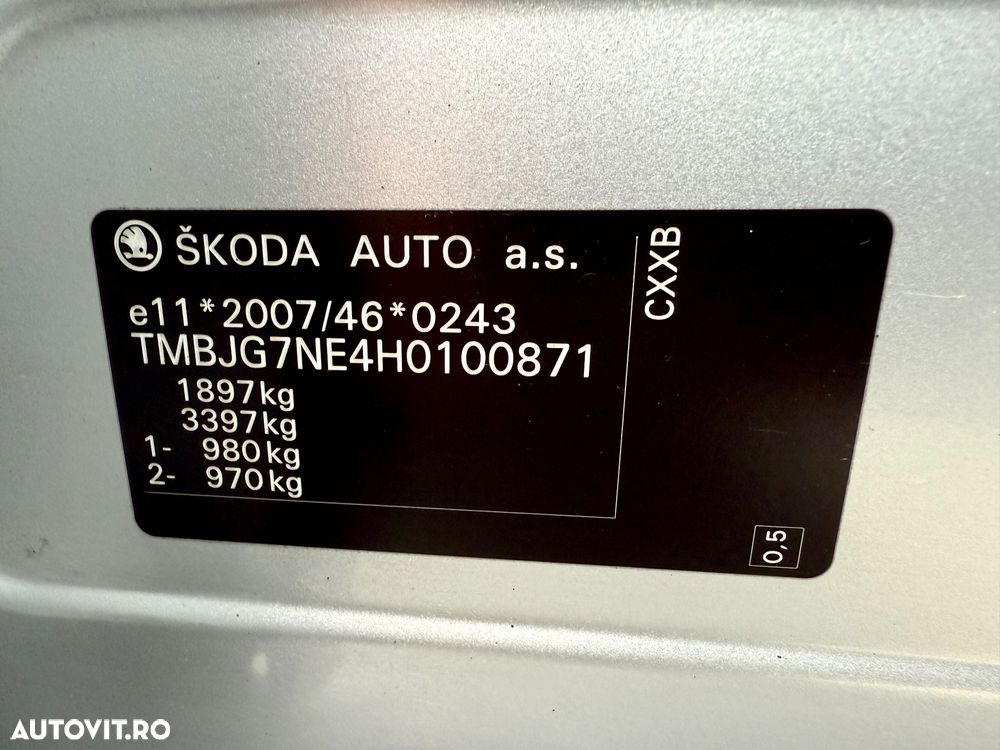 ŠKODA AUTO a.s.
e11*2007/46*0243
TMBJG7NE4H0100871
1897kg
3397kg
1- 980kg
2- 970kg
CXXB
0,5
AUTOVIT.RO